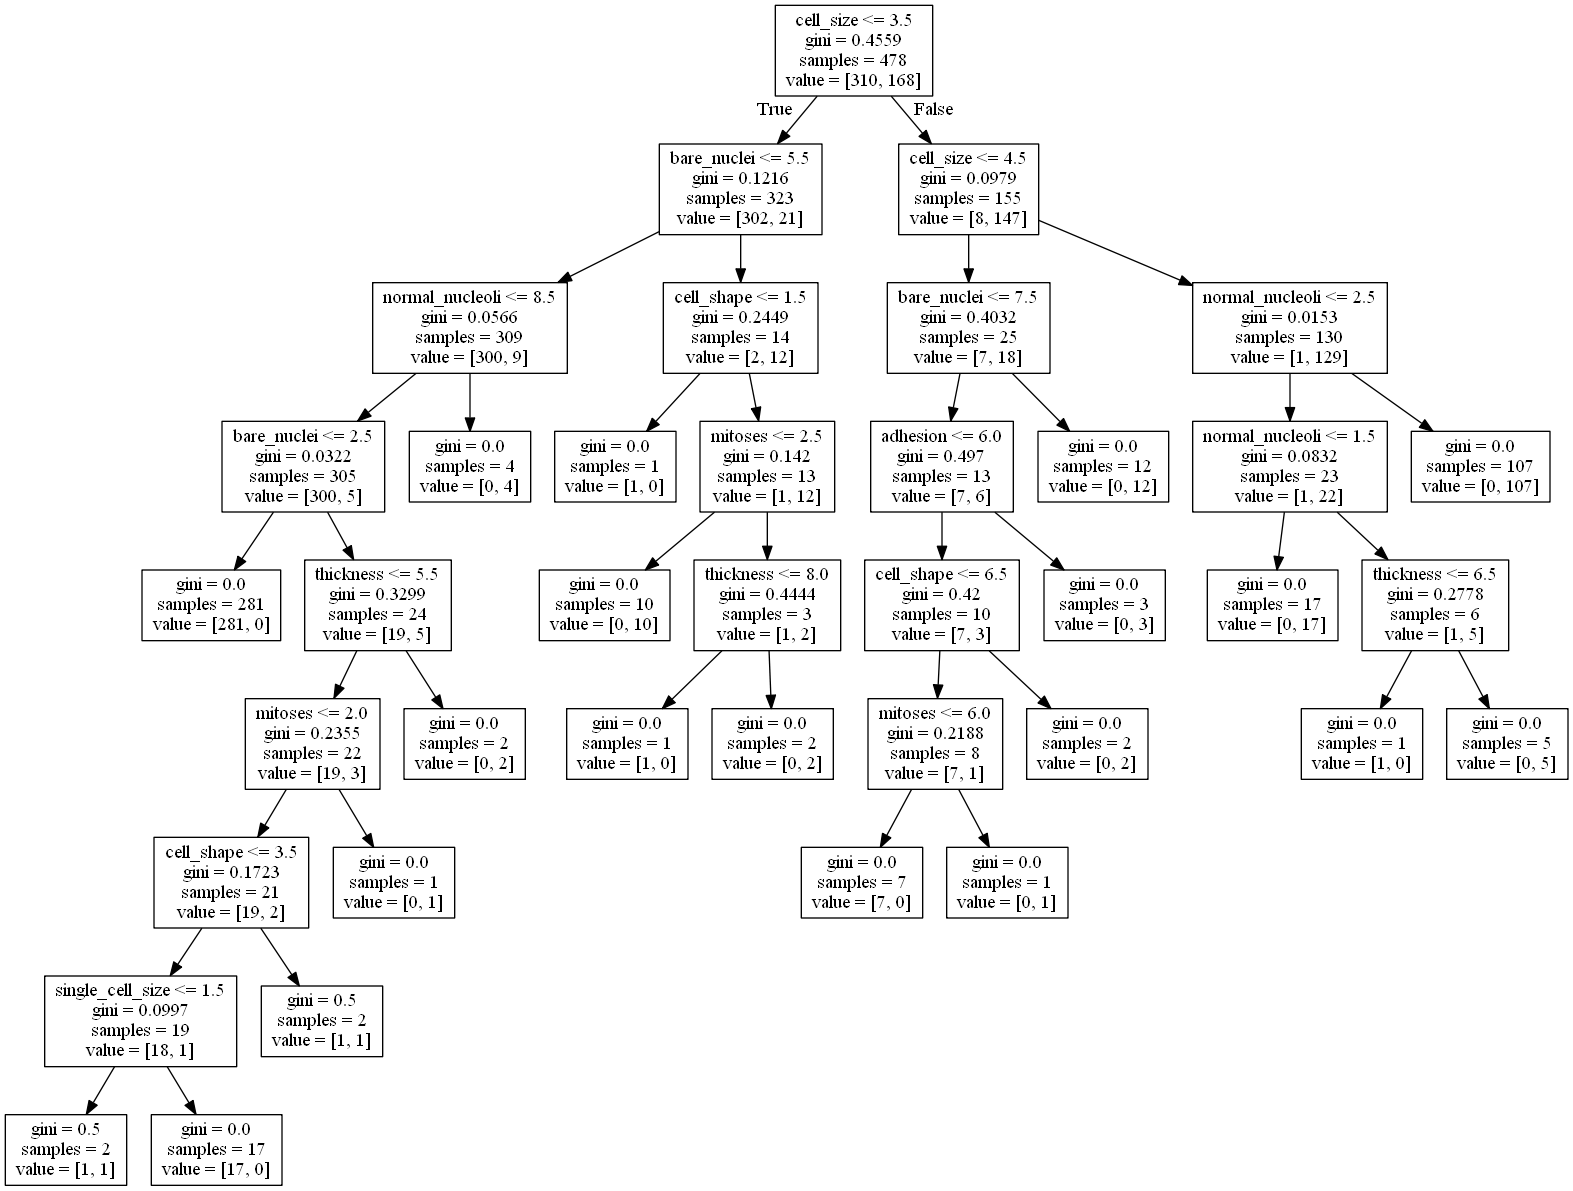 cell_size <= 3.5
gini = 0.4559
samples = 478
value = [310, 168]
True
False
bare_nuclei <= 5.5
gini = 0.1216
samples = 323
value = [302, 21]
cell_size <= 4.5
gini = 0.0979
samples = 155
value = [8, 147]
normal_nucleoli <= 8.5
gini = 0.0566
samples = 309
value = [300, 9]
cell_shape <= 1.5
gini = 0.2449
samples = 14
value = [2, 12]
bare_nuclei <= 7.5
gini = 0.4032
samples = 25
value = [7, 18]
normal_nucleoli <= 2.5
gini = 0.0153
samples = 130
value = [1, 129]
bare_nuclei <= 2.5
gini = 0.0322
samples = 305
value = [300, 5]
gini = 0.0
samples = 4
value = [0, 4]
gini = 0.0
samples = 1
value = [1, 0]
mitoses <= 2.5
gini = 0.142
samples = 13
value = [1, 12]
adhesion <= 6.0
gini = 0.497
samples = 13
value = [7, 6]
gini = 0.0
samples = 12
value = [0, 12]
normal_nucleoli <= 1.5
gini = 0.0832
samples = 23
value = [1, 22]
gini = 0.0
samples = 107
value = [0, 107]
gini = 0.0
samples = 281
value = [281, 0]
thickness <= 5.5
gini = 0.3299
samples = 24
value = [19, 5]
gini = 0.0
samples = 10
value = [0, 10]
thickness <= 8.0
gini = 0.4444
samples = 3
value = [1, 2]
cell_shape <= 6.5
gini = 0.42
samples = 10
value = [7, 3]
gini = 0.0
samples = 3
value = [0, 3]
gini = 0.0
samples = 17
value = [0, 17]
thickness <= 6.5
gini = 0.2778
samples = 6
value = [1, 5]
mitoses <= 2.0
gini = 0.2355
samples = 22
value = [19, 3]
gini = 0.0
samples = 2
value = [0, 2]
gini = 0.0
samples = 1
value = [1, 0]
gini = 0.0
samples = 2
value = [0, 2]
mitoses <= 6.0
gini = 0.2188
samples = 8
value = [7, 1]
gini = 0.0
samples = 2
value = [0, 2]
gini = 0.0
samples = 1
value = [1, 0]
gini = 0.0
samples = 5
value = [0, 5]
cell_shape <= 3.5
gini = 0.1723
samples = 21
value = [19, 2]
gini = 0.0
samples = 1
value = [0, 1]
gini = 0.0
samples = 7
value = [7, 0]
gini = 0.0
samples = 1
value = [0, 1]
single_cell_size <= 1.5
gini = 0.0997
samples = 19
value = [18, 1]
gini = 0.5
samples = 2
value = [1, 1]
gini = 0.5
samples = 2
value = [1, 1]
gini = 0.0
samples = 17
value = [17, 0]